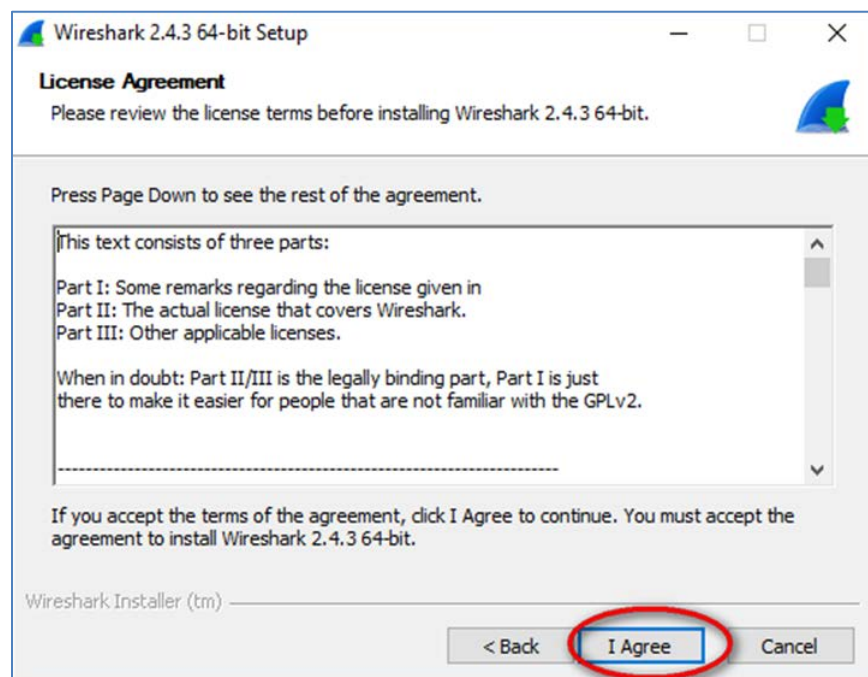 Wireshark 2.4.3 64-bit Setup
License Agreement
Please review the license terms before installing Wireshark 2.4.3 64-bit.
Press Page Down to see the rest of the agreement.
This text consists of three parts:
Part I: Some remarks regarding the license given in
Part II: The actual license that covers Wireshark.
Part III: Other applicable licenses.
When in doubt: Part II/III is the legally binding part, Part I is just
there to make it easier for people that are not familiar with the GPLv2.
------------------------------------------------------------------------
If you accept the terms of the agreement, click I Agree to continue. You must accept the
agreement to install Wireshark 2.4.3 64-bit.
Wireshark Installer (tm)
< Back I Agree Cancel